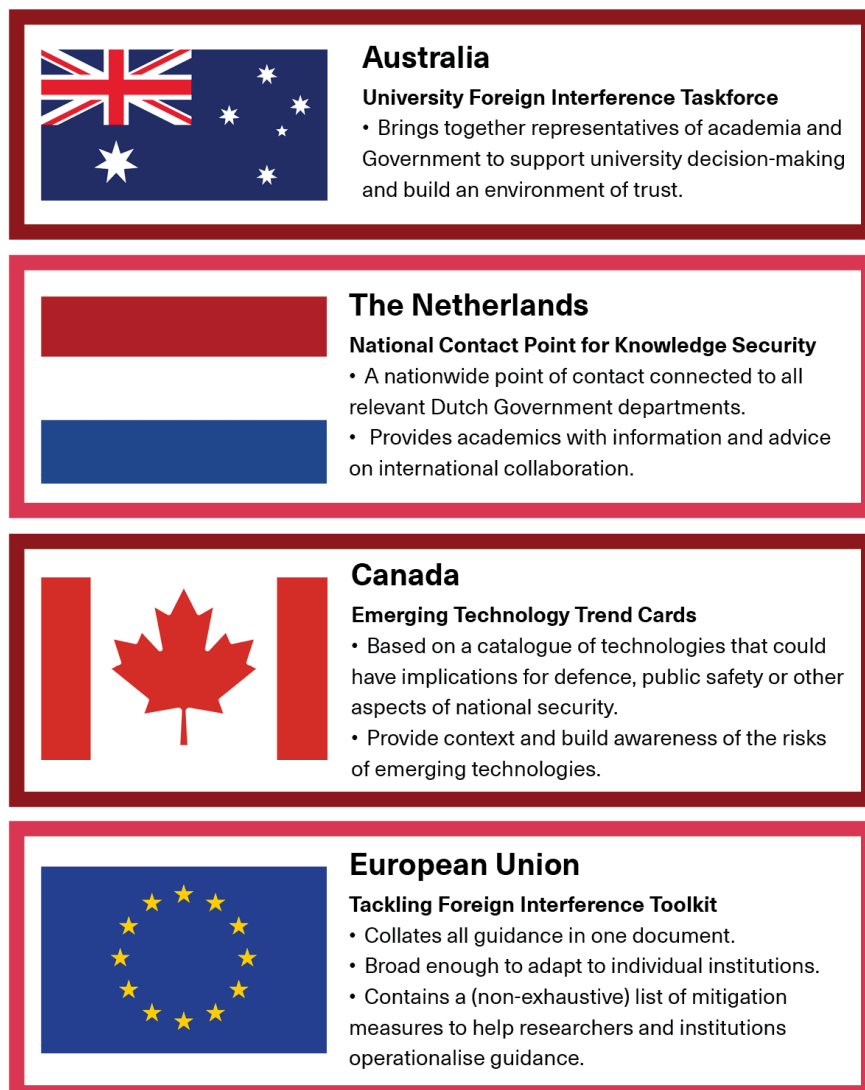 Australia
University Foreign Interference Taskforce
• Brings together representatives of academia and
Government to support university decision-making
and build an environment of trust.
The Netherlands
National Contact Point for Knowledge Security
• A nationwide point of contact connected to all
relevant Dutch Government departments.
• Provides academics with information and advice
on international collaboration.
Canada
Emerging Technology Trend Cards
• Based on a catalogue of technologies that could
have implications for defence, public safety or other
aspects of national security.
• Provide context and build awareness of the risks
of emerging technologies.
European Union
Tackling Foreign Interference Toolkit
• Collates all guidance in one document.
• Broad enough to adapt to individual institutions.
• Contains a (non-exhaustive) list of mitigation
measures to help researchers and institutions
operationalise guidance.